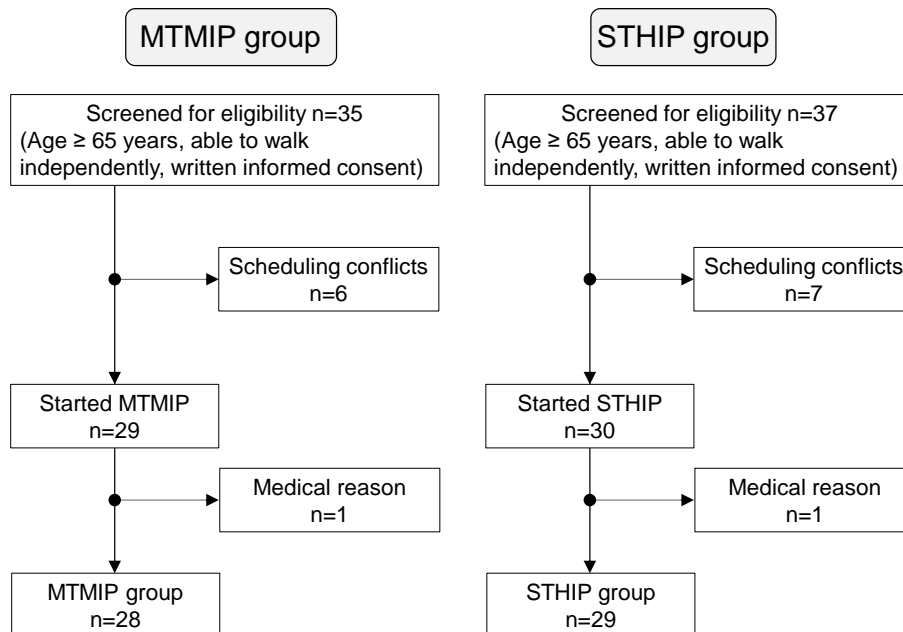 MTMIP group
Screened for eligibility n=35
(Age ≥ 65 years, able to walk
independently, written informed consent)
Scheduling conflicts
n=6
Started MTMIP
n=29
Medical reason
n=1
MTMIP group
n=28
STHIP group
Screened for eligibility n=37
(Age ≥ 65 years, able to walk
independently, written informed consent)
Scheduling conflicts
n=7
Started STHIP
n=30
Medical reason
n=1
STHIP group
n=29